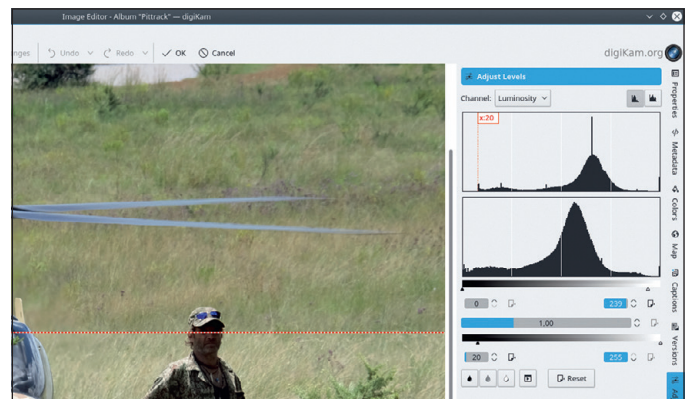 Image Editor - Album "Pittrack" — digiKam
nges Undo Redo OK Cancel digiKam.org
Adjust Levels
Channel: Luminosity
x:20
0 239
1,00
20 255
Reset
Properties
Metadata
Colors
Map
Captions
Versions